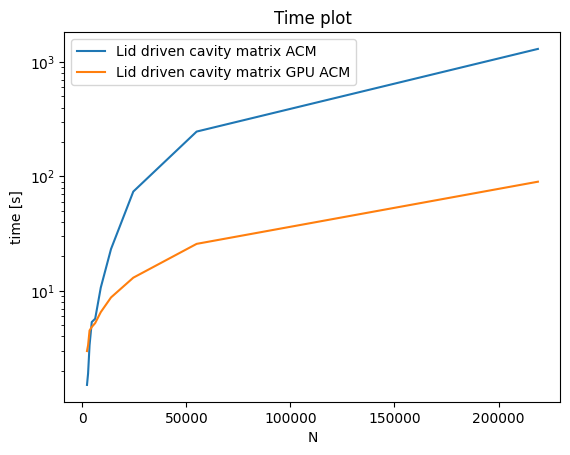 Time plot
Lid driven cavity matrix ACM
Lid driven cavity matrix GPU ACM
time [s]
10³
10²
10¹
0 50000 100000 150000 200000
N